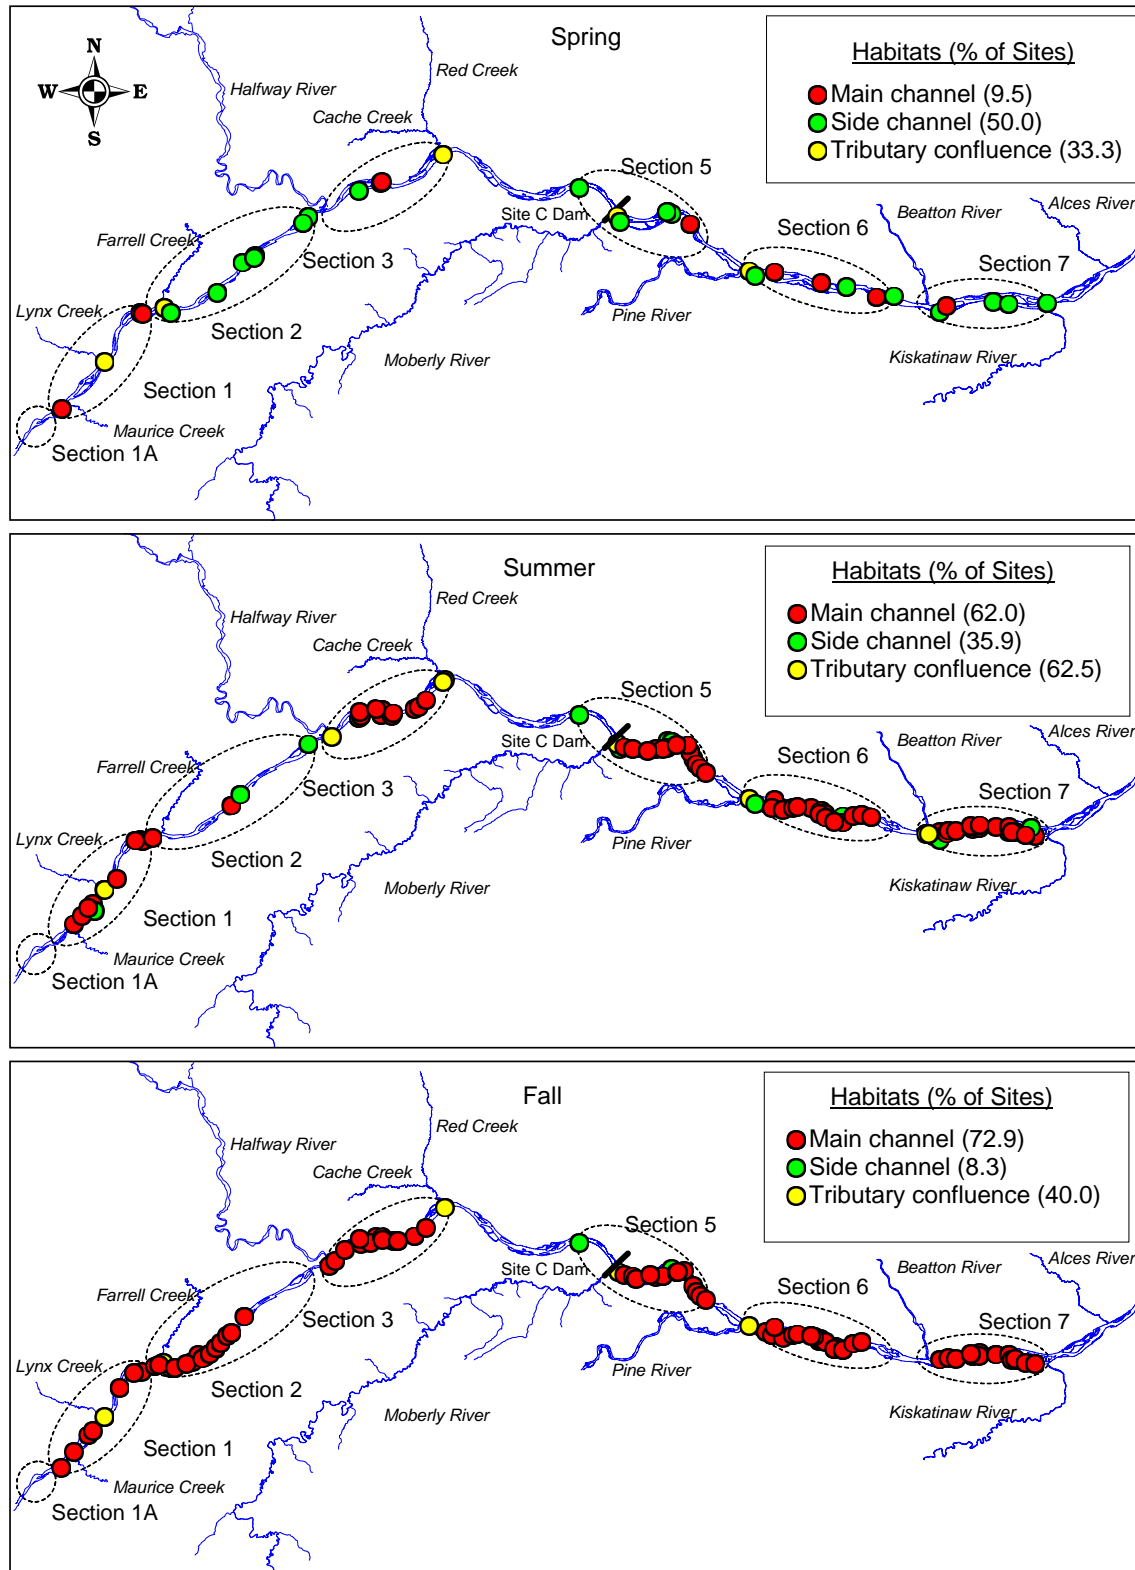 Spring
Habitats (% of Sites)
Main channel (9.5)
Side channel (50.0)
Tributary confluence (33.3)
N
W
E
S
Halfway River
Red Creek
Cache Creek
Section 5
Site C Dam
Beatton River
Alces River
Farrell Creek
Section 6
Section 3
Section 7
Lynx Creek
Section 2
Pine River
Moberly River
Kiskatinaw River
Section 1
Maurice Creek
Section 1A
Summer
Habitats (% of Sites)
Main channel (62.0)
Side channel (35.9)
Tributary confluence (62.5)
Halfway River
Red Creek
Cache Creek
Section 5
Site C Dam
Beatton River
Alces River
Farrell Creek
Section 6
Section 3
Section 7
Lynx Creek
Section 2
Pine River
Moberly River
Kiskatinaw River
Section 1
Maurice Creek
Section 1A
Fall
Habitats (% of Sites)
Main channel (72.9)
Side channel (8.3)
Tributary confluence (40.0)
Halfway River
Red Creek
Cache Creek
Section 5
Site C Dam
Beatton River
Alces River
Farrell Creek
Section 6
Section 3
Section 7
Lynx Creek
Section 2
Pine River
Moberly River
Kiskatinaw River
Section 1
Maurice Creek
Section 1A